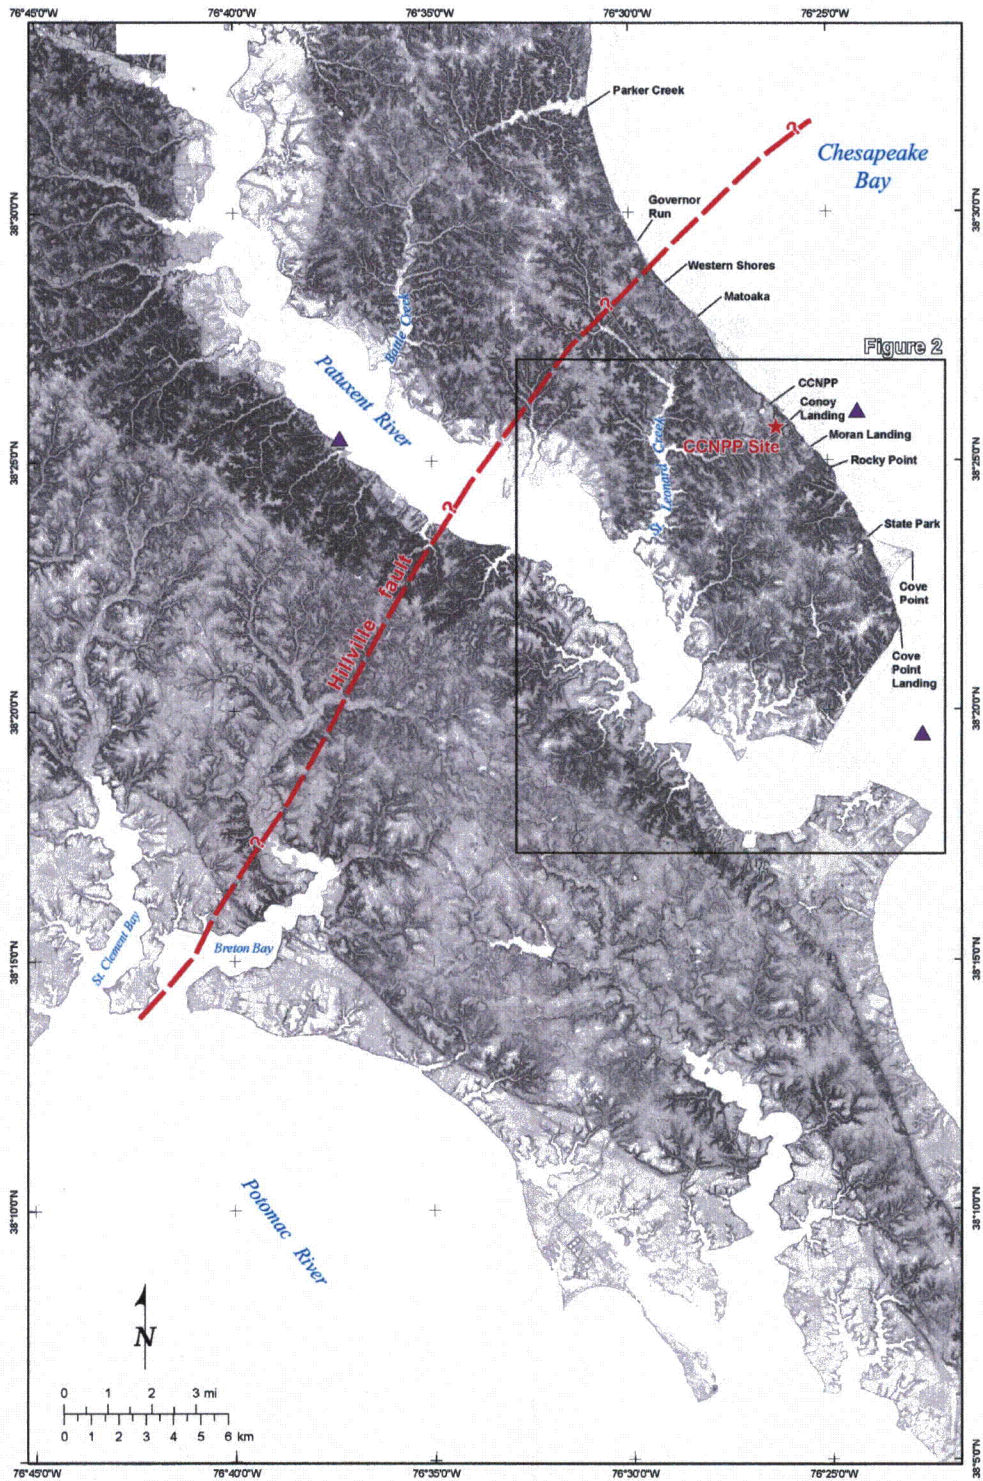 76°45'0"W
76°40'0"W
76°35'0"W
76°30'0"W
76°25'0"W
Parker Creek
?
Chesapeake
Bay
38°30'0"N
38°30'0"N
Governor
Run
Western Shores
Matoaka
?
Battle Creek
Figure 2
Patuxent River
CCNPP
Conoy
Landing
Moran Landing
CCNPP Site
Rocky Point
38°25'0"N
38°25'0"N
St. Leonard Creek
?
State Park
Cove
Point
Hillville fault
Cove
Point
Landing
38°20'0"N
38°20'0"N
?
St. Clement Bay
Breton Bay
38°15'0"N
38°15'0"N
Potomac River
38°10'0"N
38°10'0"N
N
0 1 2 3 mi
0 1 2 3 4 5 6 km
38°5'0"N
76°45'0"W
76°40'0"W
76°35'0"W
76°30'0"W
76°25'0"W